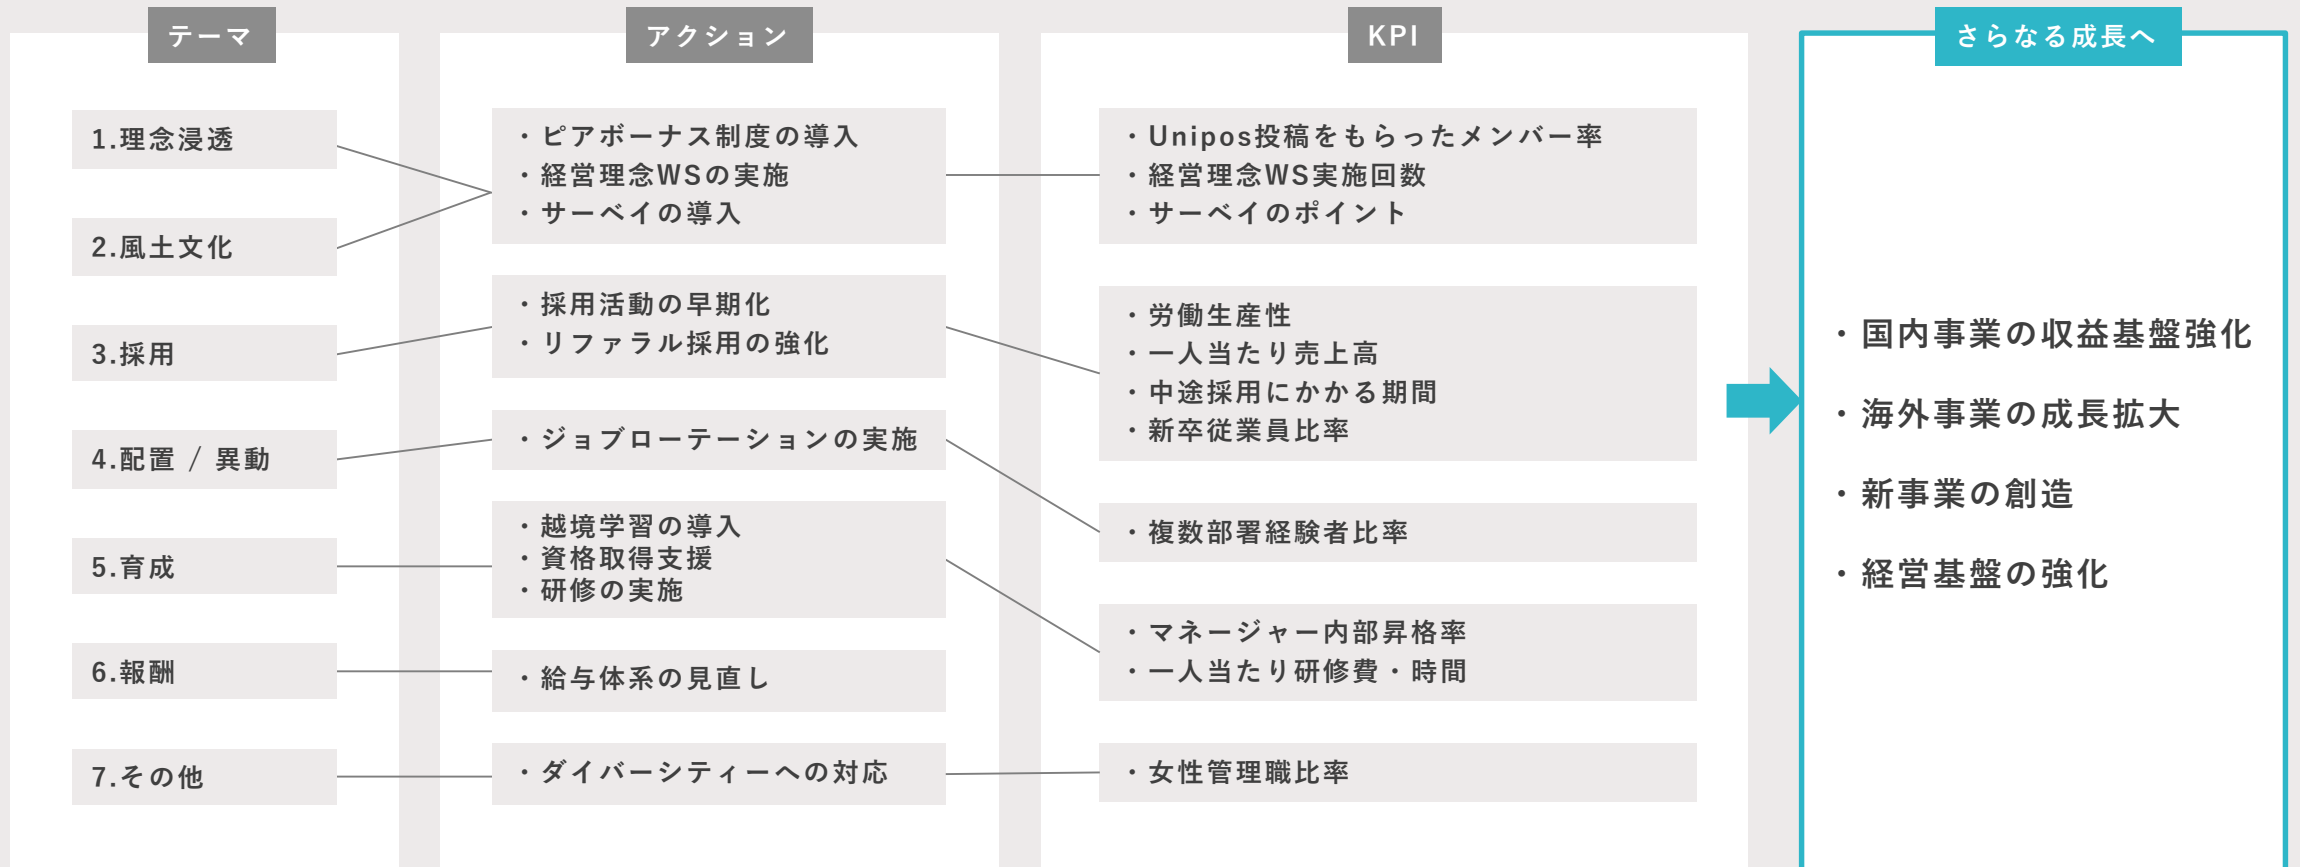 テーマ
1.理念浸透
2.風土文化
3.採用
4.配置 / 異動
5.育成
6.報酬
7.その他
アクション
・ピアボーナス制度の導入
・経営理念WSの実施
・サーベイの導入
・採用活動の早期化
・リファラル採用の強化
・ジョブローテーションの実施
・越境学習の導入
・資格取得支援
・研修の実施
・給与体系の見直し
・ダイバーシティーへの対応
KPI
・Unipos投稿をもらったメンバー率
・経営理念WS実施回数
・サーベイのポイント
・労働生産性
・一人当たり売上高
・中途採用にかかる期間
・新卒従業員比率
・複数部署経験者比率
・マネージャー内部昇格率
・一人当たり研修費・時間
・女性管理職比率
さらなる成長へ
・国内事業の収益基盤強化
・海外事業の成長拡大
・新事業の創造
・経営基盤の強化